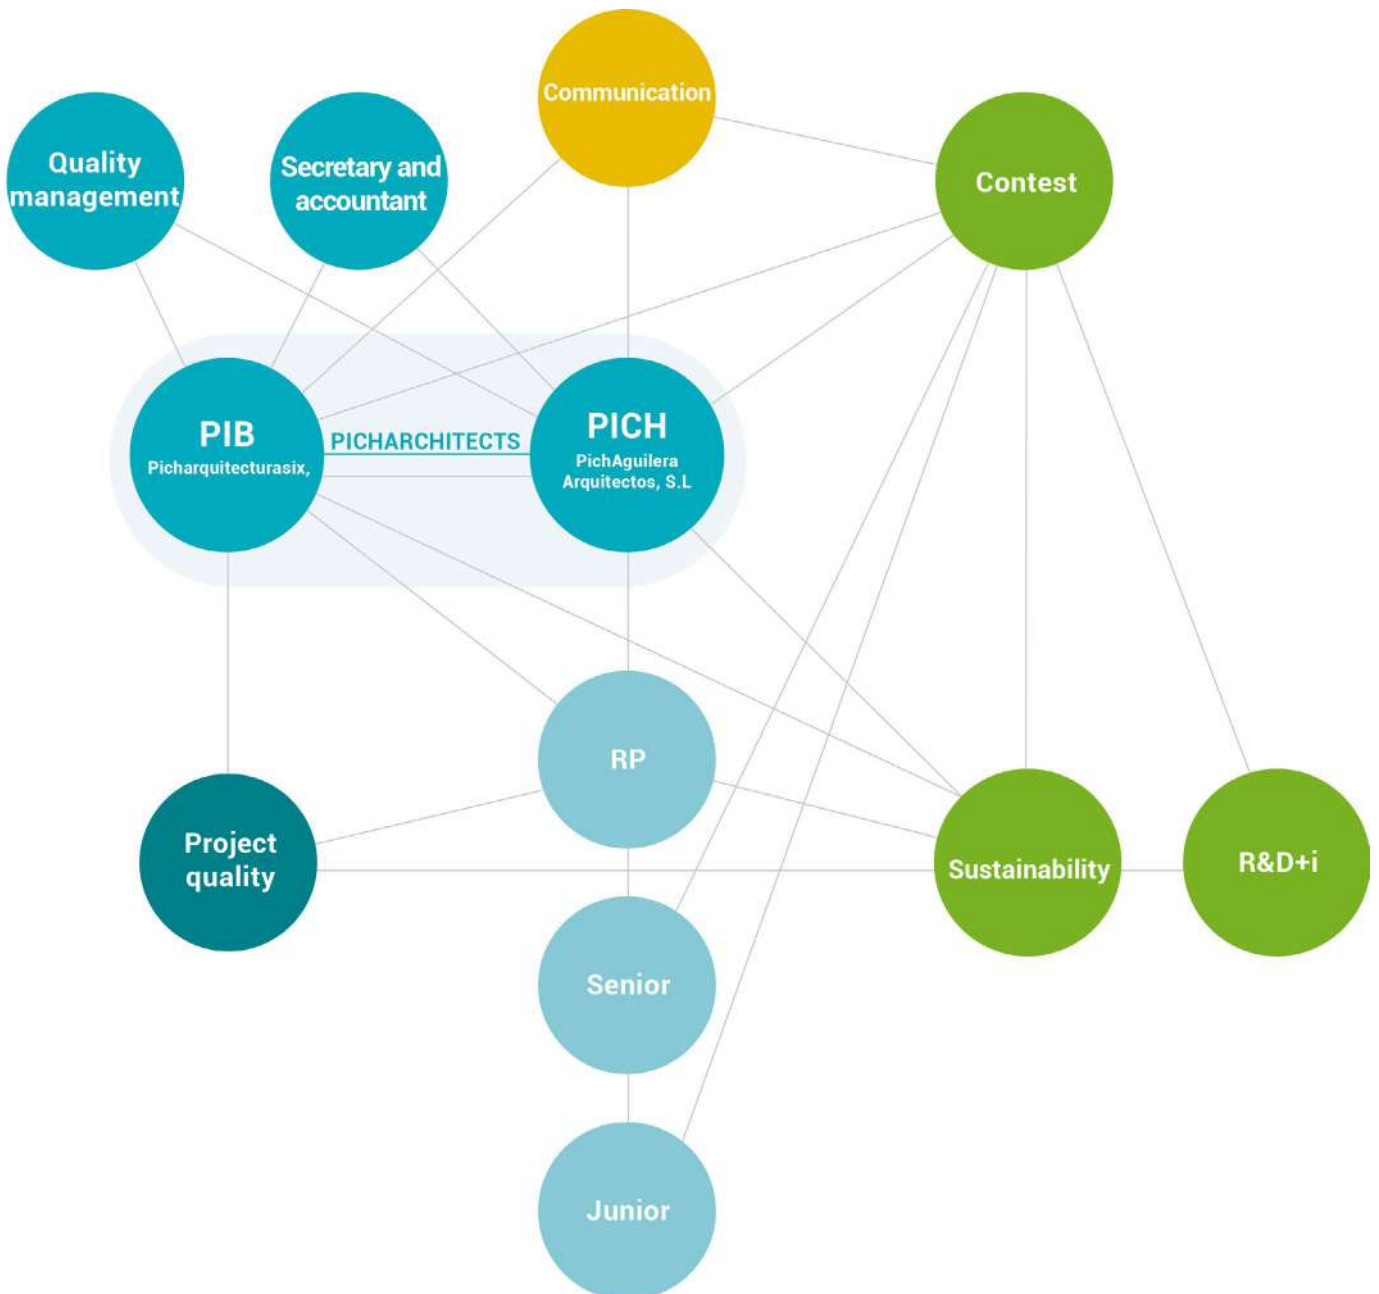 Communication
Quality
management
Secretary and
accountant
Contest
PIB
Picharquitecturasix,
PICHARCHITECTS
PICH
PichAguilera
Arquitectos, S.L
RP
Project
quality
Sustainability
R&D+i
Senior
Junior